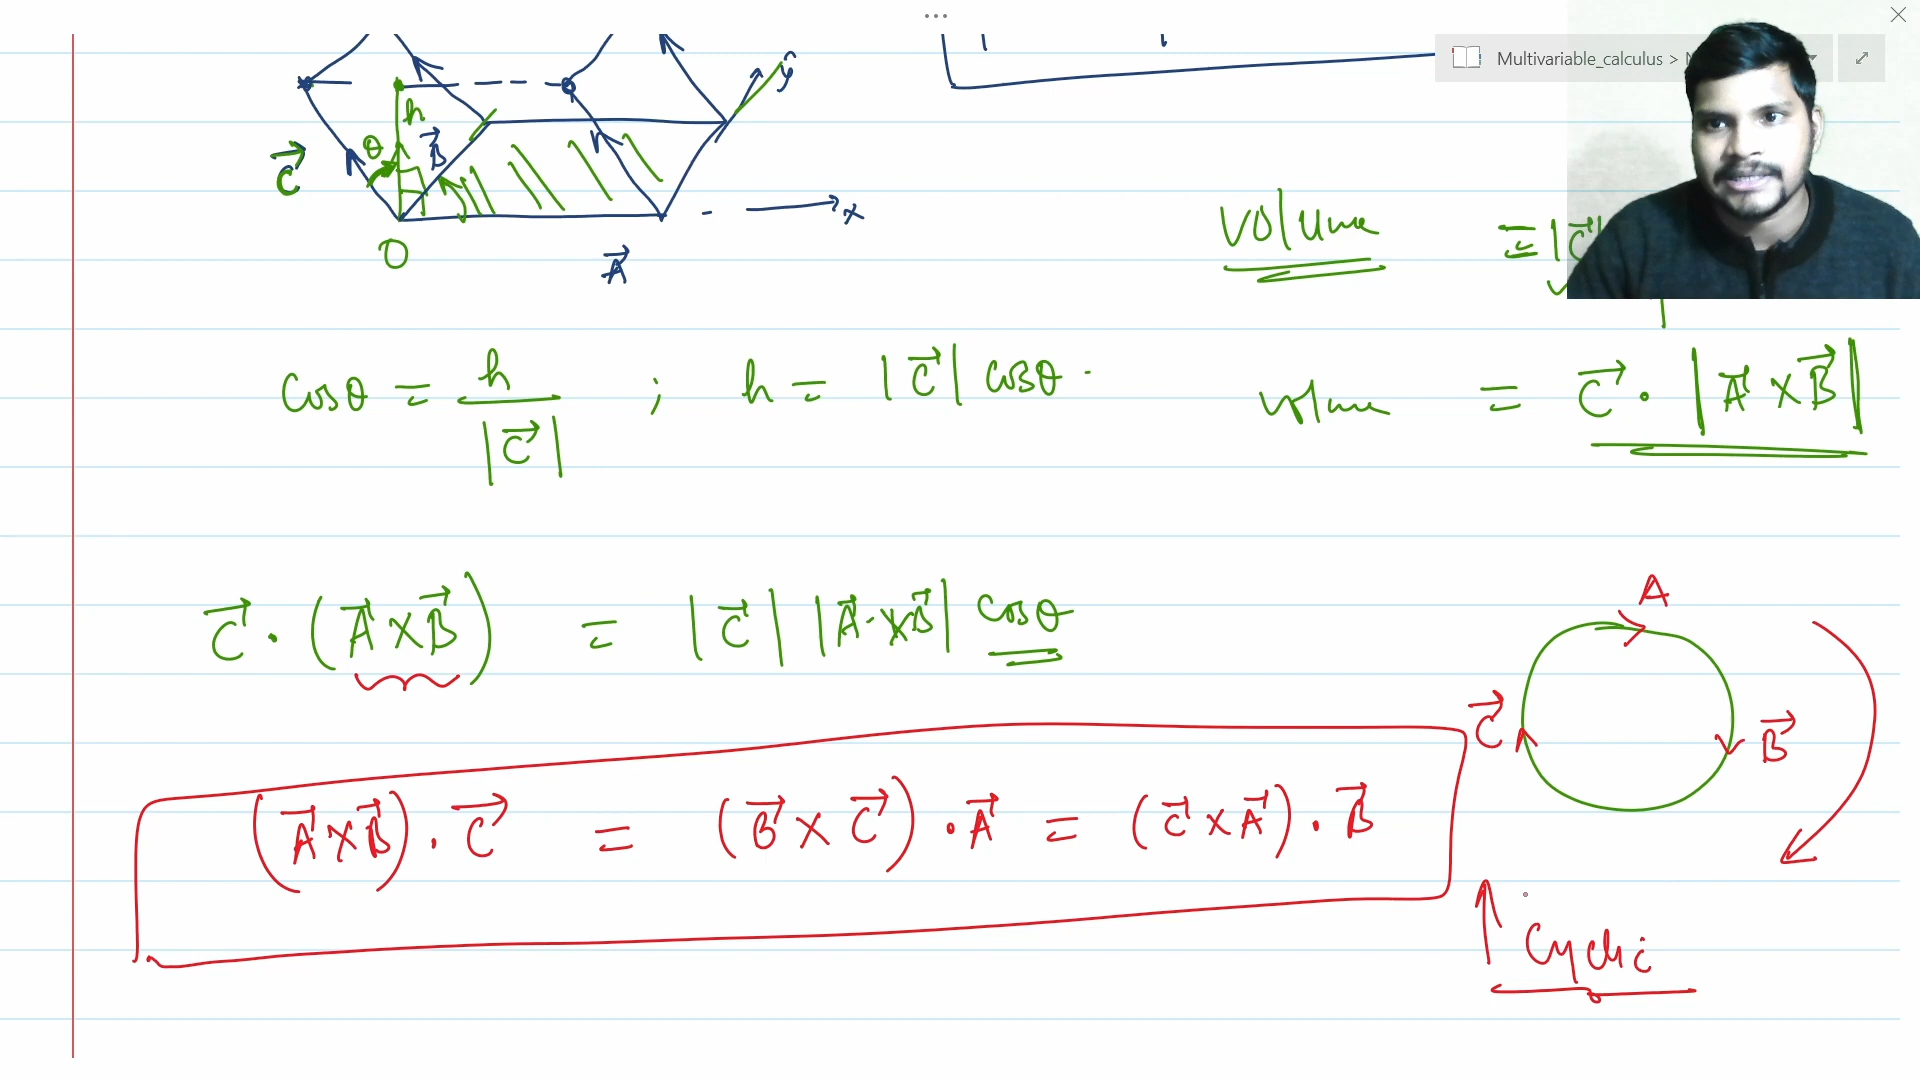 Multivariable_calculus >
ŷ
h
θ
B⃗
C⃗
x
O
A⃗
volume = |C⃗|
Cosθ = h / |C⃗| ; h = |C⃗| cosθ .
volume = C⃗ · |A⃗ × B⃗|
A
C⃗ · (A⃗ × B⃗) = |C⃗| |A⃗ × B⃗| cosθ
C⃗
B⃗
(A⃗ × B⃗) · C⃗ = (B⃗ × C⃗) · A⃗ = (C⃗ × A⃗) · B⃗
Cyclic